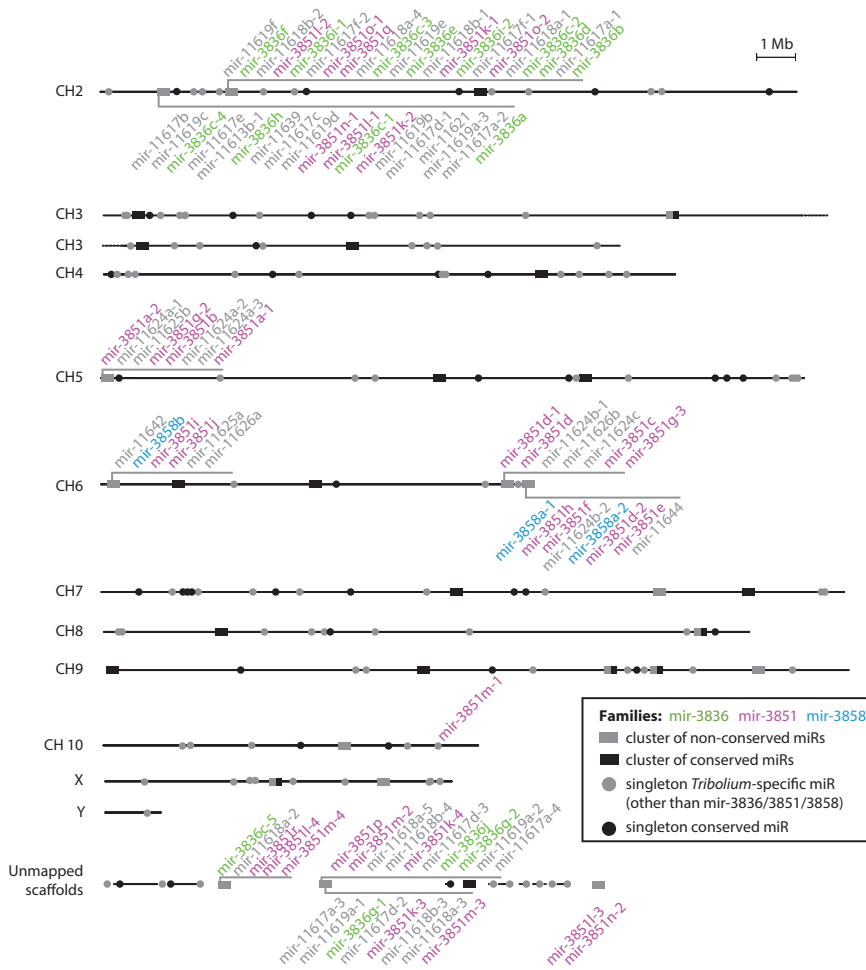 mir-11619f
mir-3836f
mir-11618b-2
mir-3851l-2
mir-3836i-1
mir-11617f-2
mir-3851o-1
mir-3851q
mir-11618a-4
mir-3836c-3
mir-11619e
mir-3836e
mir-11618b-1
mir-3851k-1
mir-3836i-2
mir-11617f-1
mir-3851o-2
mir-11618a-1
mir-3836c-2
mir-3836d
mir-11617a-1
mir-3836b
1 Mb
CH2
mir-11617b
mir-11619c
mir-3836c-4
mir-11617e
mir-11613b-1
mir-3836h
mir-11639
mir-11617c
mir-11619d
mir-3851n-1
mir-3851l-1
mir-3836c-1
mir-3851k-2
mir-11619b
mir-11617d-1
mir-11621
mir-11619a-3
mir-11617a-2
mir-3836a
CH3
CH3
CH4
mir-3851a-2
mir-11624a-1
mir-11625b
mir-3851g-2
mir-3851b
mir-11624a-2
mir-11624a-3
mir-3851a-1
CH5
mir-11642
mir-3858b
mir-3851i
mir-3851j
mir-11625a
mir-11626a
mir-3851d-1
mir-3851d
mir-11624b-1
mir-11626b
mir-11624c
mir-3851c
mir-3851g-3
CH6
mir-3858a-1
mir-3851h
mir-3851f
mir-11624b-2
mir-3858a-2
mir-3851d-2
mir-3851e
mir-11644
CH7
CH8
CH9
mir-3851m-1
CH 10
X
Y
Families: mir-3836 mir-3851 mir-3858
cluster of non-conserved miRs
cluster of conserved miRs
singleton Tribolium-specific miR
(other than mir-3836/3851/3858)
singleton conserved miR
mir-3836c-5
mir-11618a-2
mir-3851r
mir-3851l-4
mir-3851m-4
mir-3851p
mir-3851m-2
mir-11618a-5
mir-11618b-4
mir-3851k-4
mir-11617d-3
mir-3836j
mir-3836g-2
mir-11619a-2
mir-11617a-4
Unmapped
scaffolds
mir-11617a-3
mir-11619a-1
mir-3836g-1
mir-11617d-2
mir-3851k-3
mir-11618b-3
mir-11618a-3
mir-3851m-3
mir-3851l-3
mir-3851n-2